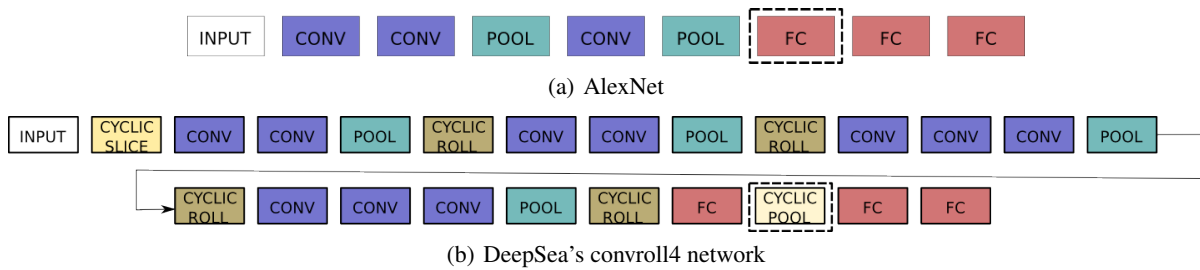 INPUT CONV CONV POOL CONV POOL FC FC FC
(a) AlexNet
INPUT CYCLIC SLICE CONV CONV POOL CYCLIC ROLL CONV CONV POOL CYCLIC ROLL CONV CONV CONV POOL
CYCLIC ROLL CONV CONV CONV POOL CYCLIC ROLL FC CYCLIC POOL FC FC
(b) DeepSea's convroll4 network